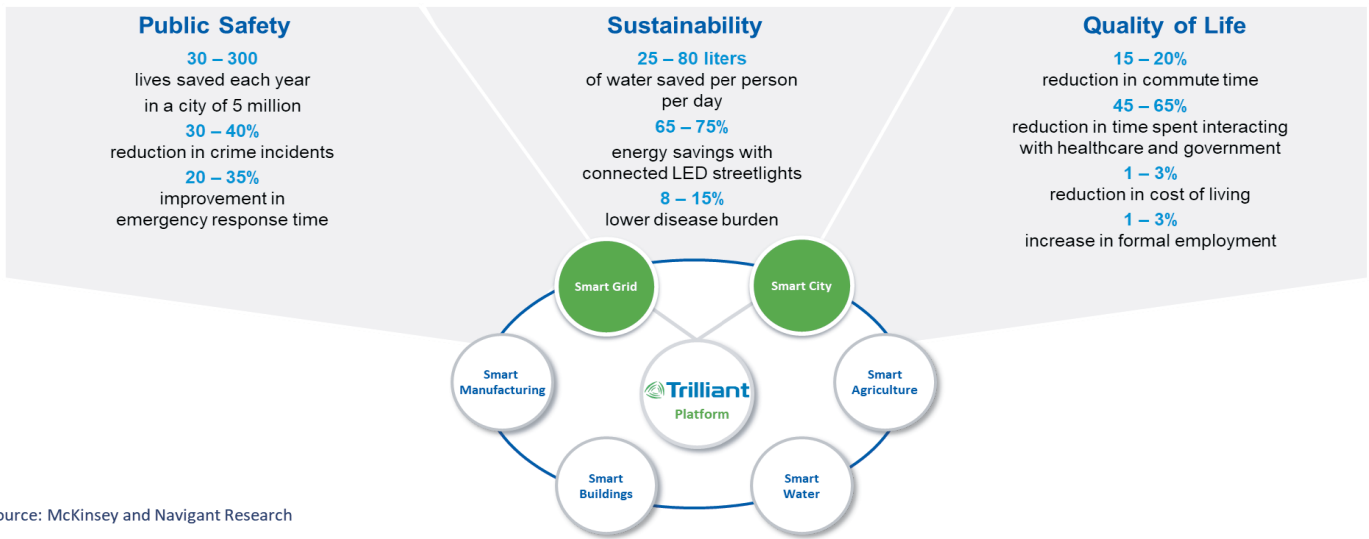 Public Safety
30 – 300
lives saved each year
in a city of 5 million
30 – 40%
reduction in crime incidents
20 – 35%
improvement in
emergency response time
Sustainability
25 – 80 liters
of water saved per person
per day
65 – 75%
energy savings with
connected LED streetlights
8 – 15%
lower disease burden
Quality of Life
15 – 20%
reduction in commute time
45 – 65%
reduction in time spent interacting
with healthcare and government
1 – 3%
reduction in cost of living
1 – 3%
increase in formal employment
Smart Grid
Smart City
Smart
Manufacturing
Trilliant
Platform
Smart
Agriculture
Smart
Buildings
Smart
Water
ource: McKinsey and Navigant Research